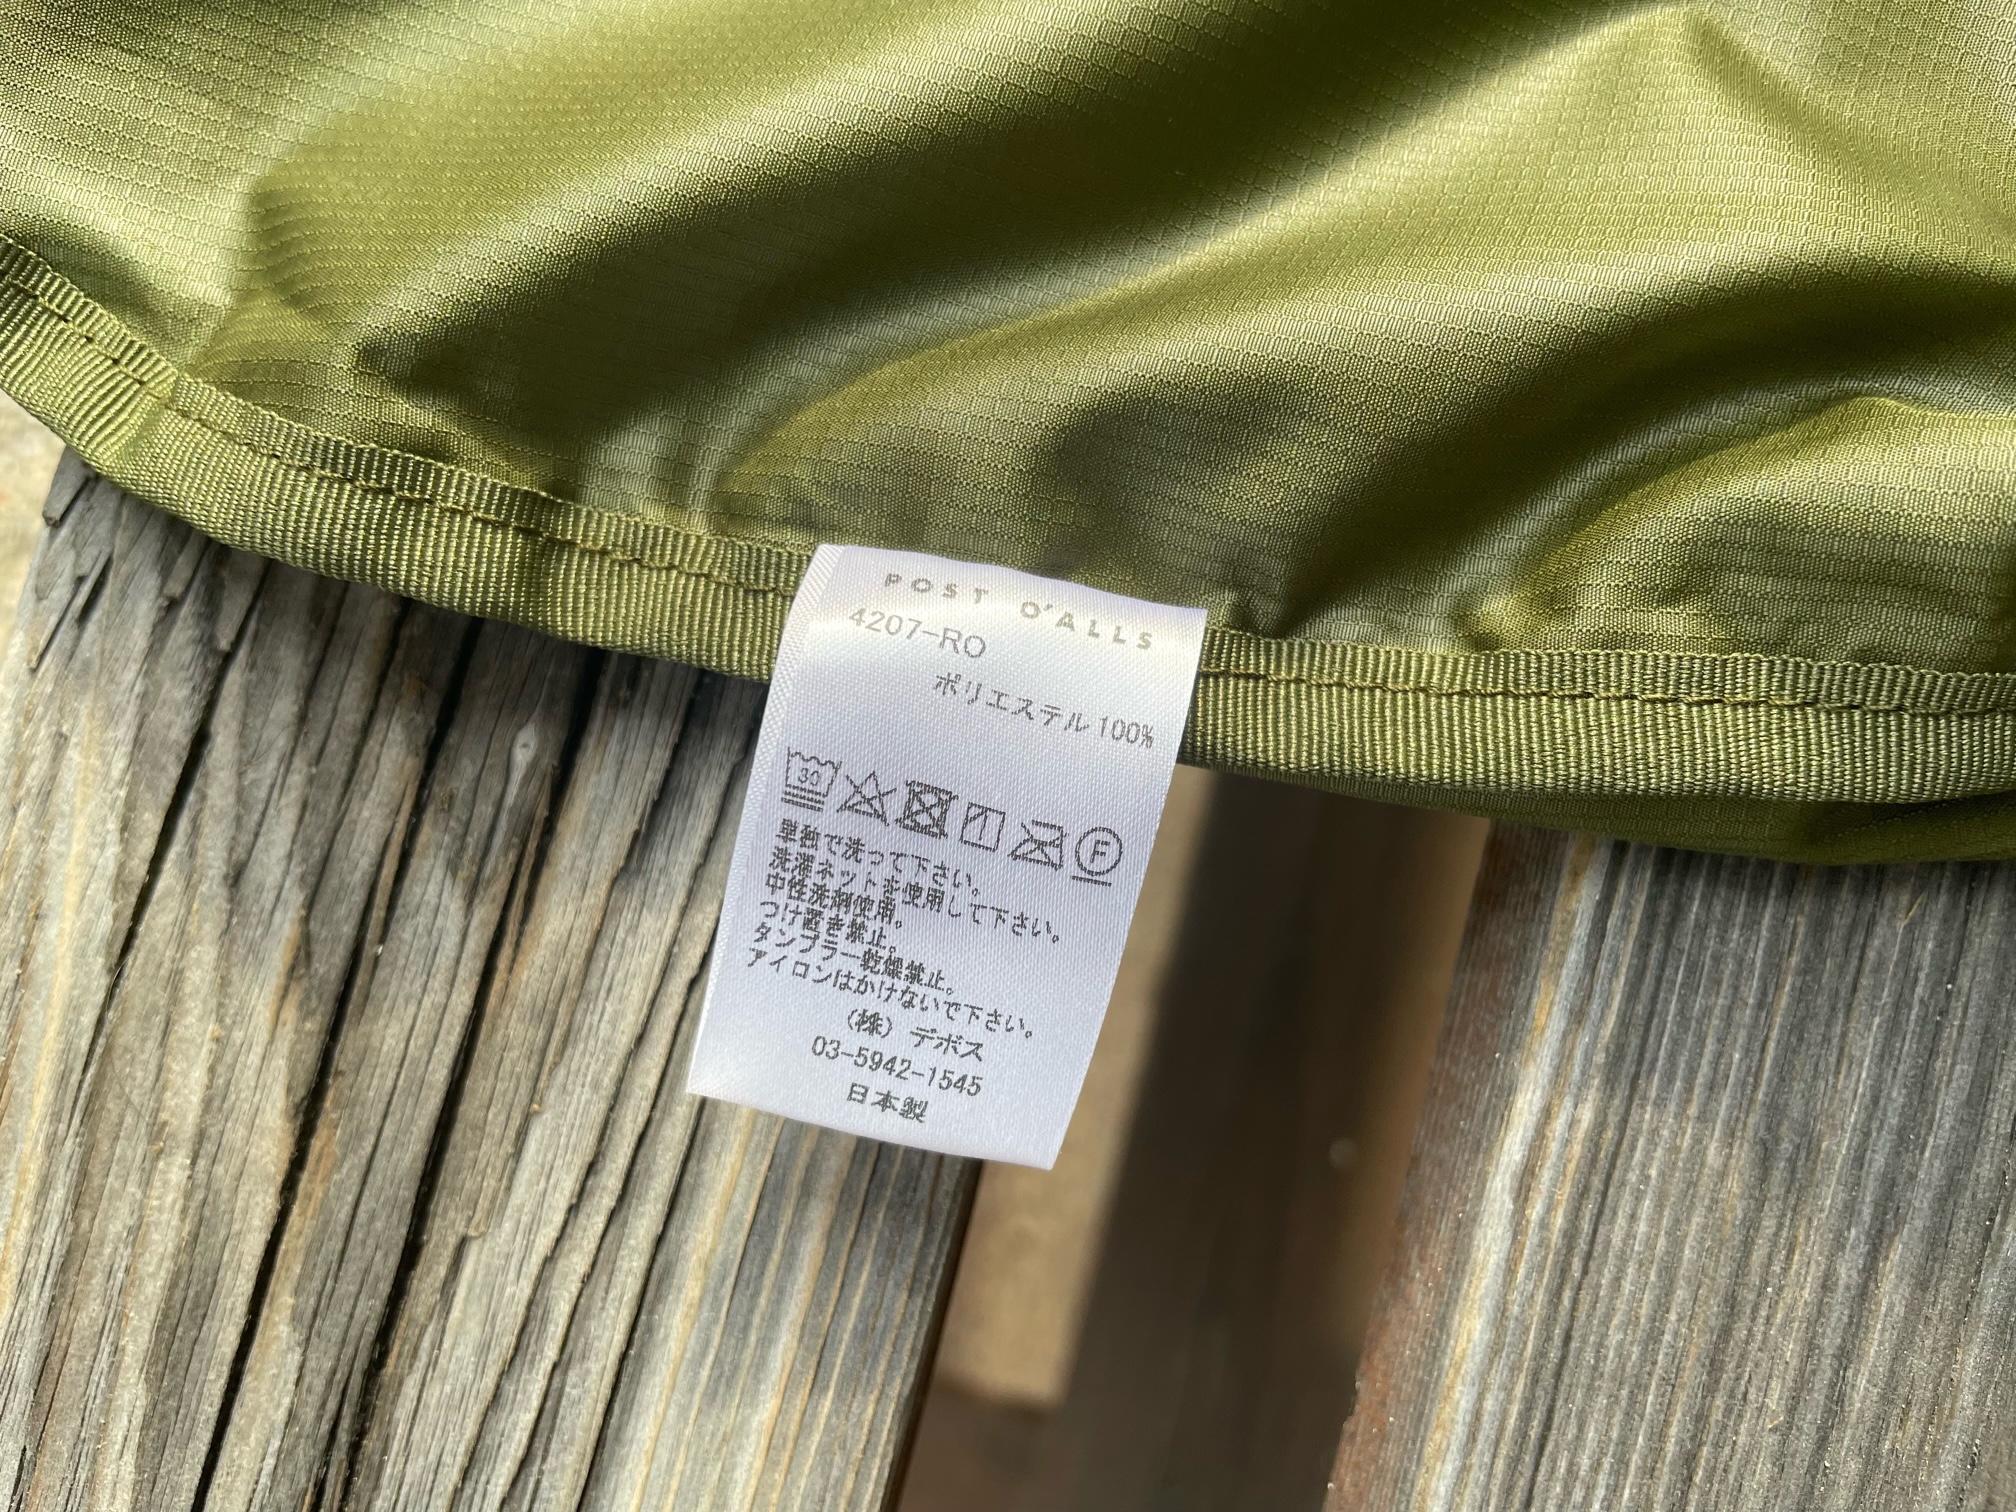 POST O'ALLS
4207-RO
ポリエステル 100%
30
F
単独で洗って下さい。
洗濯ネットを使用して下さい。
中性洗剤使用。
つけ置き禁止。
タンブラー乾燥禁止。
アイロンはかけないで下さい。
(株) デボス
03-5942-1545
日本製